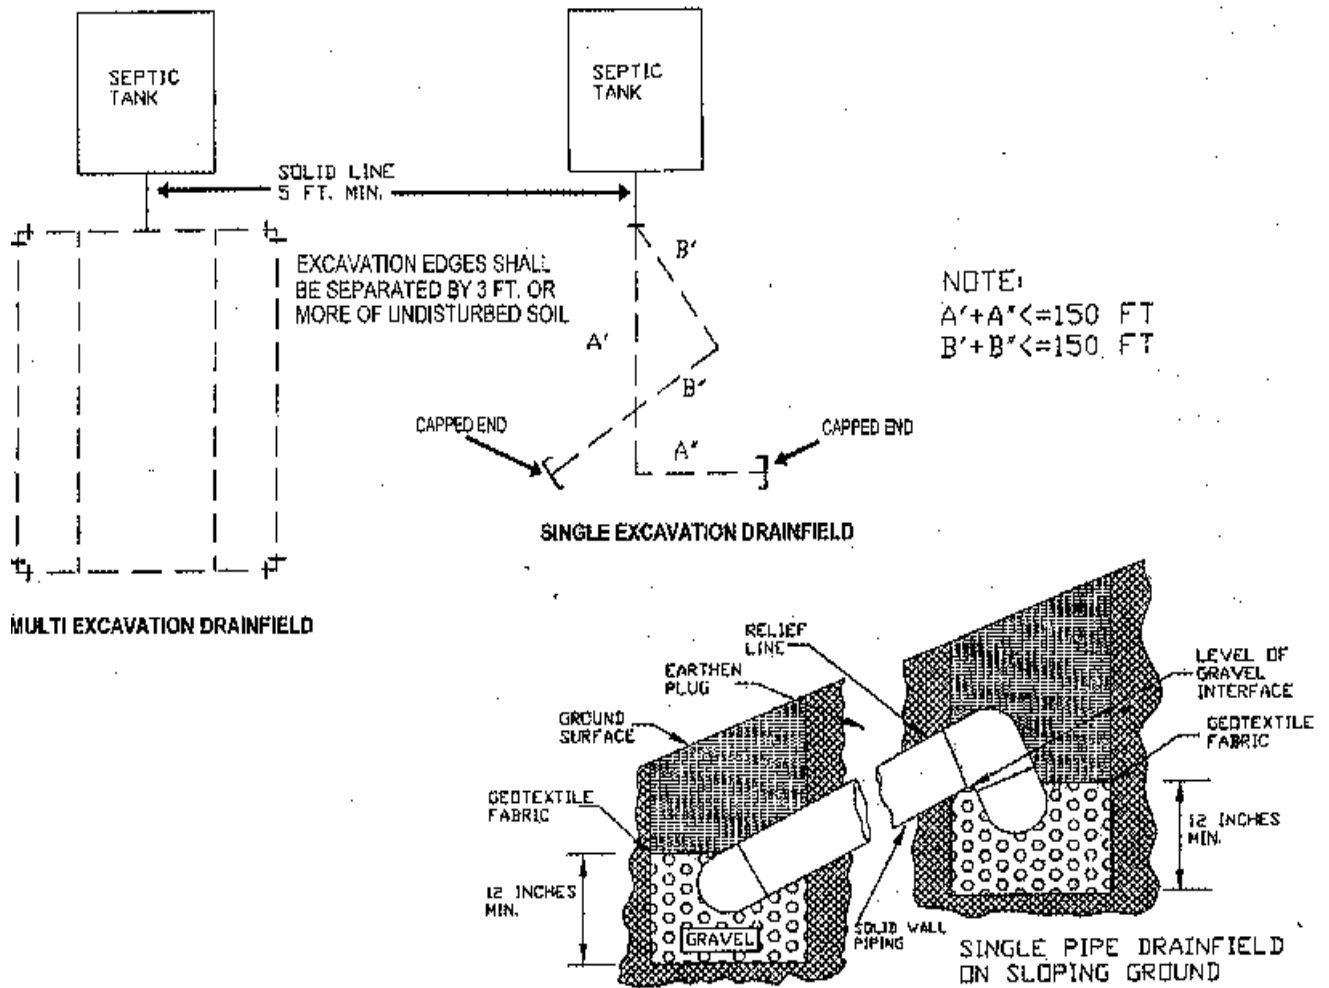 SEPTIC
TANK
SEPTIC
TANK
SOLID LINE
5 FT. MIN.
EXCAVATION EDGES SHALL
BE SEPARATED BY 3 FT. OR
MORE OF UNDISTURBED SOIL
B'
A'
B'
A"
CAPPED END
CAPPED END
NOTE:
A'+A"<=150 FT
B'+B"<=150 FT
SINGLE EXCAVATION DRAINFIELD
MULTI EXCAVATION DRAINFIELD
RELIEF
LINE
EARTHEN
PLUG
GROUND
SURFACE
GEOTEXTILE
FABRIC
12 INCHES
MIN.
GRAVEL
SOLID WALL
PIPING
LEVEL OF
GRAVEL
INTERFACE
GEOTEXTILE
FABRIC
12 INCHES
MIN.
SINGLE PIPE DRAINFIELD
ON SLOPING GROUND